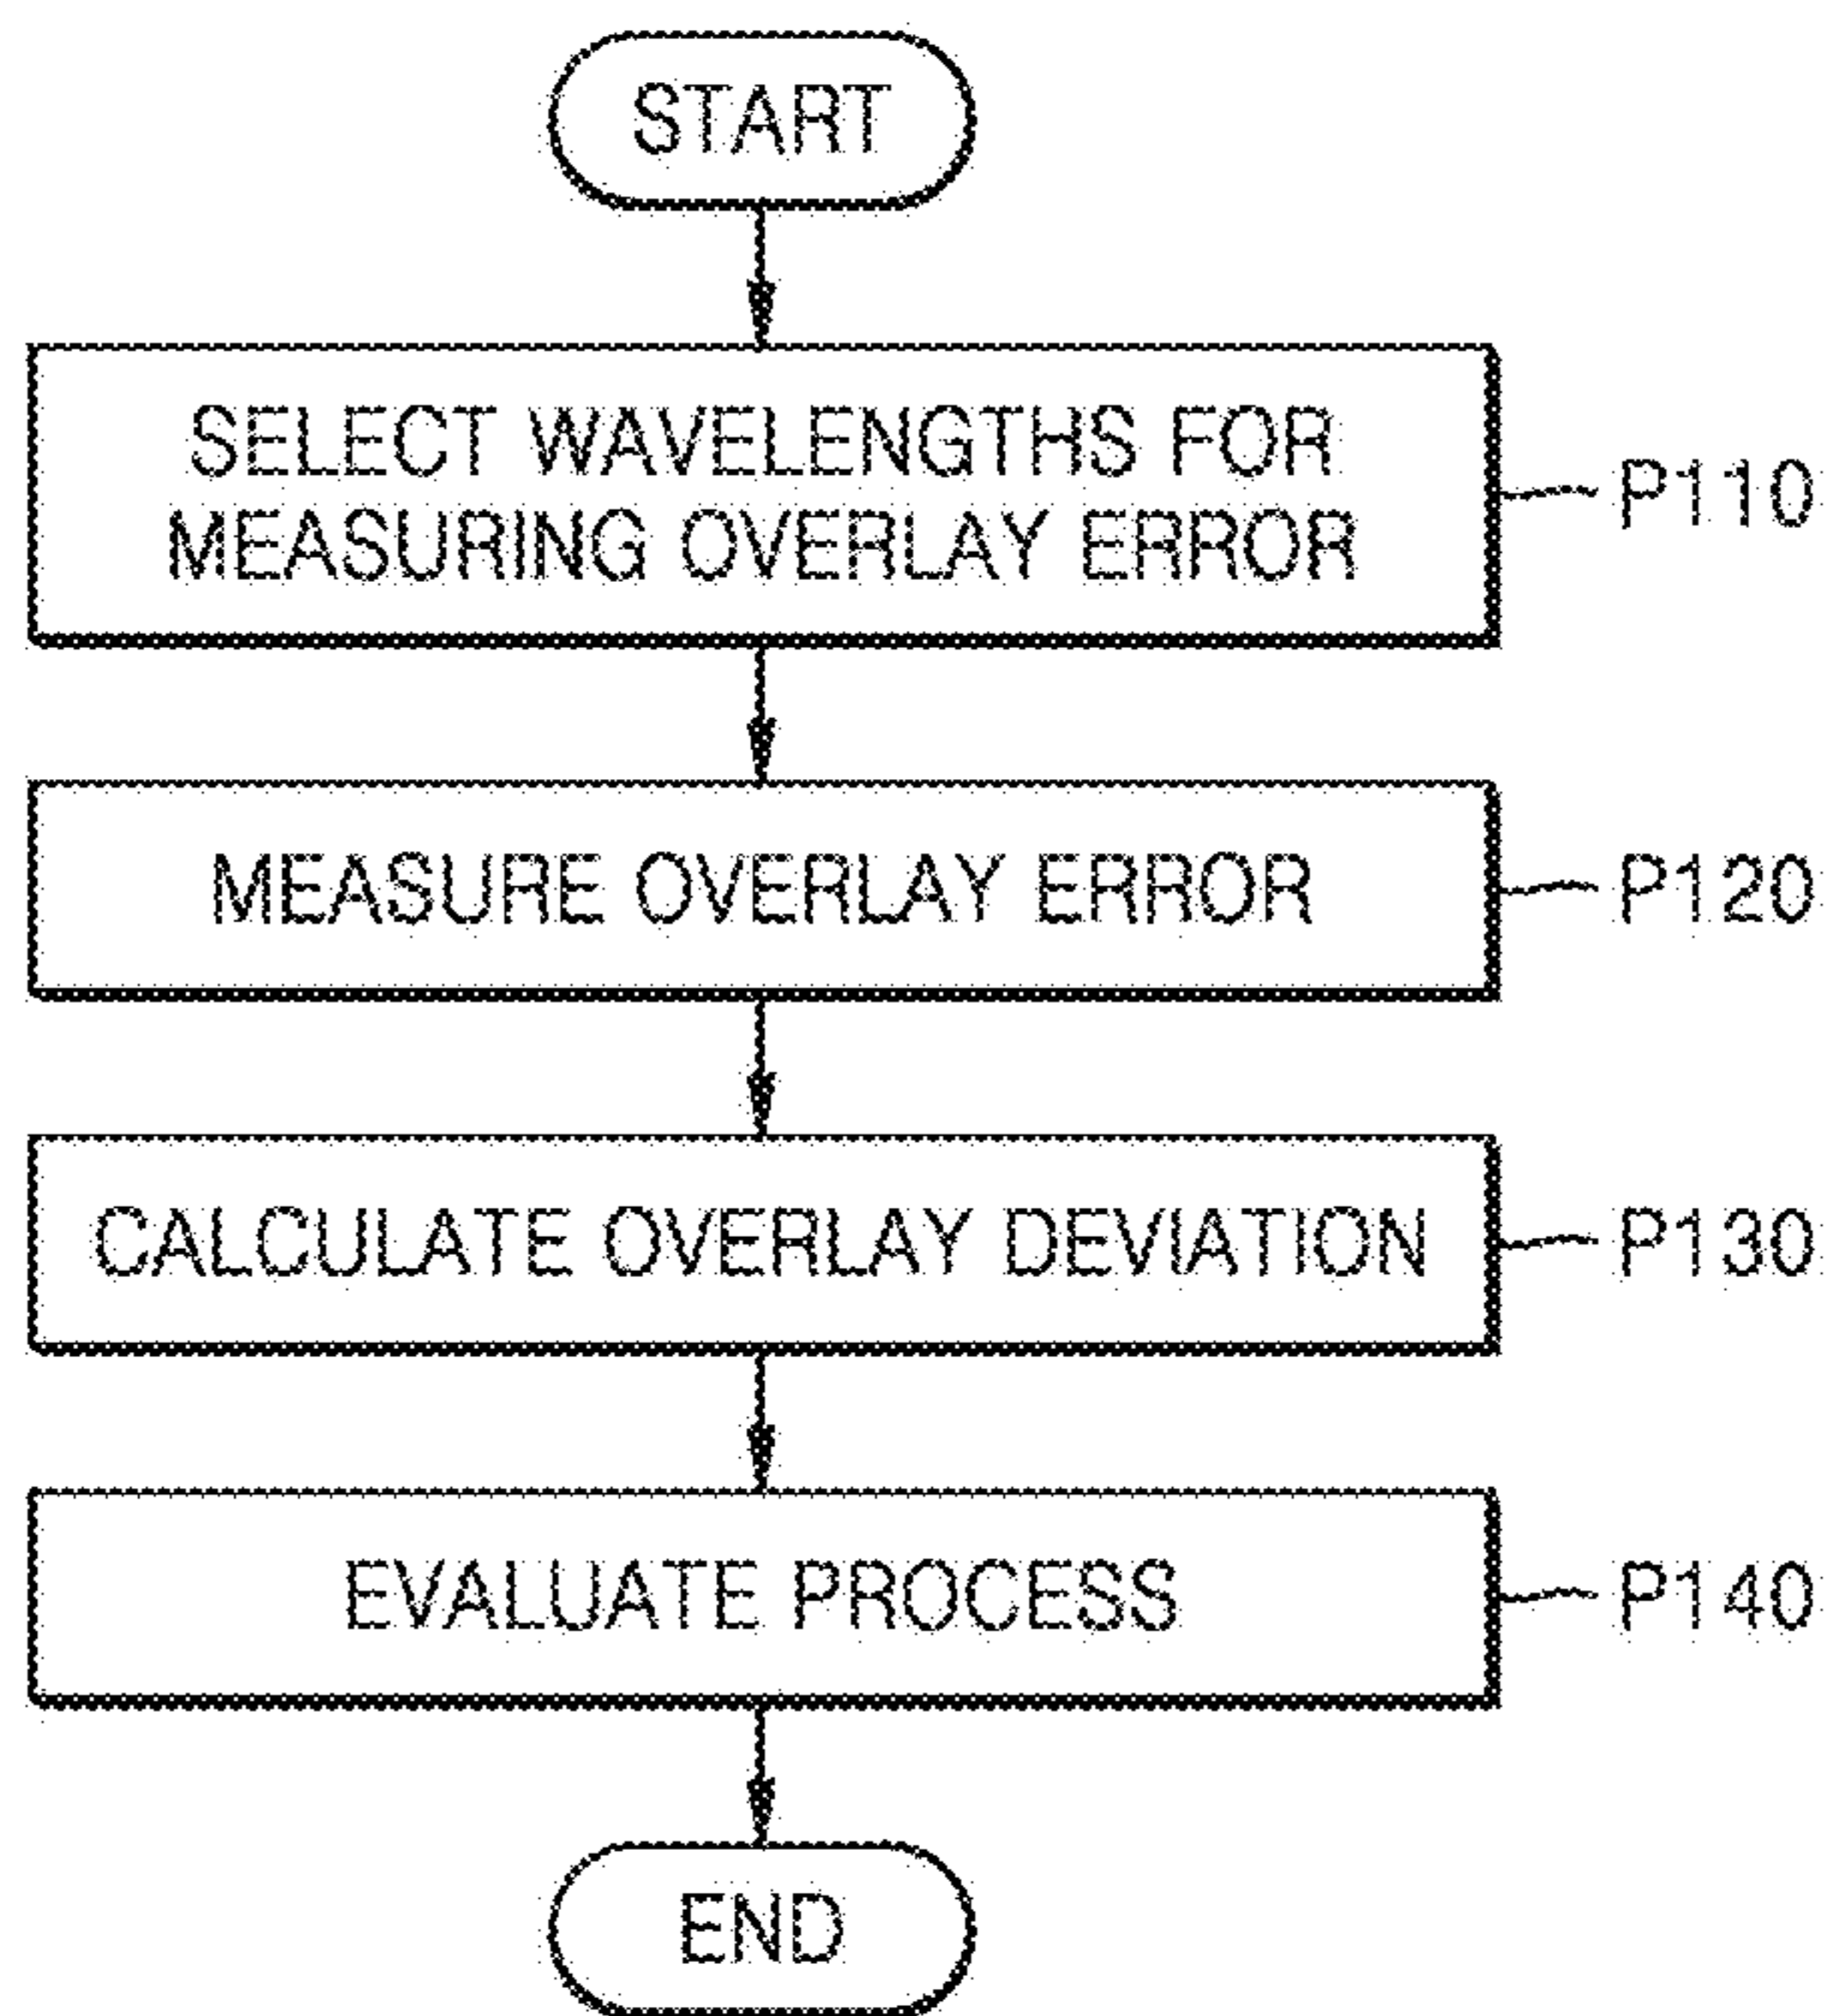 START
SELECT WAVELENGTHS FOR
MEASURING OVERLAY ERROR
P110
MEASURE OVERLAY ERROR
P120
CALCULATE OVERLAY DEVIATION
P130
EVALUATE PROCESS
P140
END